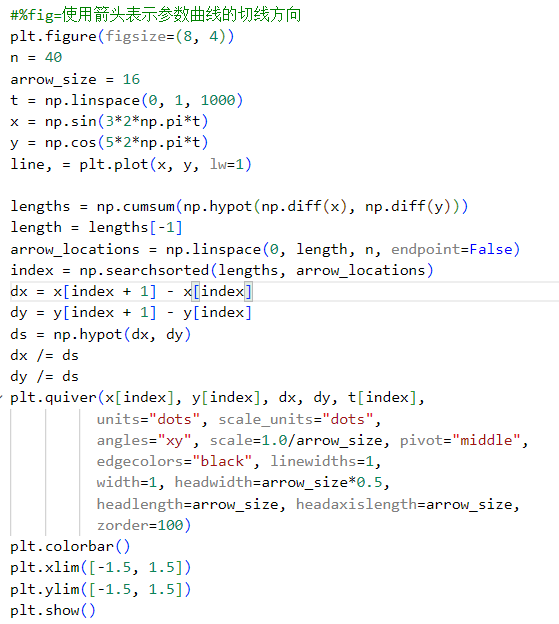 #%fig=使用箭头表示参数曲线的切线方向
plt.figure(figsize=(8, 4))
n = 40
arrow_size = 16
t = np.linspace(0, 1, 1000)
x = np.sin(3*2*np.pi*t)
y = np.cos(5*2*np.pi*t)
line, = plt.plot(x, y, lw=1)

lengths = np.cumsum(np.hypot(np.diff(x), np.diff(y)))
length = lengths[-1]
arrow_locations = np.linspace(0, length, n, endpoint=False)
index = np.searchsorted(lengths, arrow_locations)
dx = x[index + 1] - x[index]
dy = y[index + 1] - y[index]
ds = np.hypot(dx, dy)
dx /= ds
dy /= ds
plt.quiver(x[index], y[index], dx, dy, t[index],
           units="dots", scale_units="dots",
           angles="xy", scale=1.0/arrow_size, pivot="middle",
           edgecolors="black", linewidths=1,
           width=1, headwidth=arrow_size*0.5,
           headlength=arrow_size, headaxislength=arrow_size,
           zorder=100)
plt.colorbar()
plt.xlim([-1.5, 1.5])
plt.ylim([-1.5, 1.5])
plt.show()